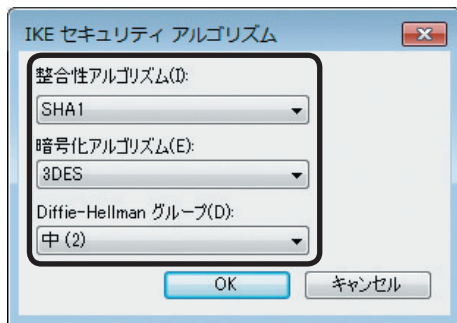 IKE セキュリティ アルゴリズム
整合性アルゴリズム(I):
SHA1
暗号化アルゴリズム(E):
3DES
Diffie-Hellman グループ(D):
中 (2)
OK
キャンセル